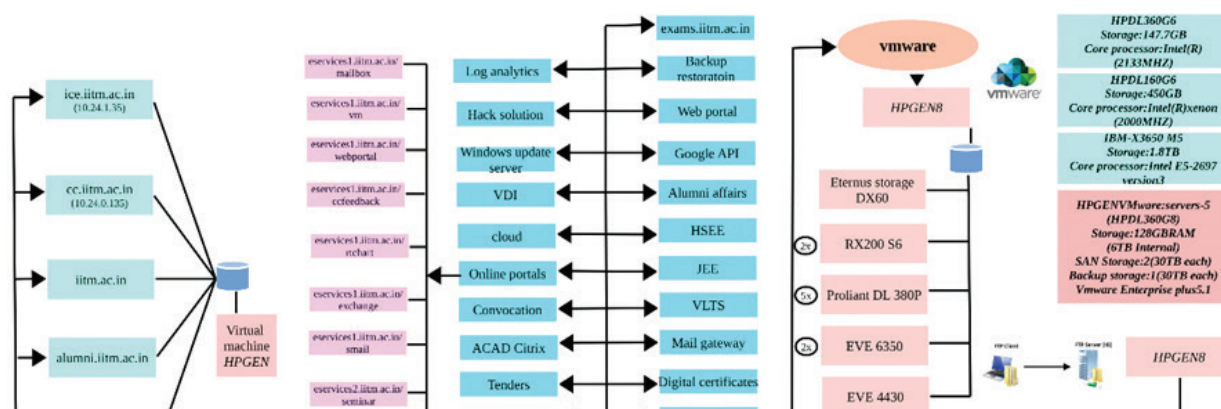 ice.iitm.ac.in
(10.24.1.35)
cc.iitm.ac.in
(10.24.0.135)
iitm.ac.in
alumni.iitm.ac.in
Virtual
machine
HPGEN
eservices1.iitm.ac.in/
mailbox
eservices1.iitm.ac.in/
vm
eservices1.iitm.ac.in/
webportal
eservices1.iitm.ac.in/
ccfeedback
eservices1.iitm.ac.in/
rtchart
eservices1.iitm.ac.in/
exchange
eservices1.iitm.ac.in/
smail
eservices2.iitm.ac.in/
seminar
Log analytics
Hack solution
Windows update
server
VDI
cloud
Online portals
Convocation
ACAD Citrix
Tenders
exams.iitm.ac.in
Backup
restoratoin
Web portal
Google API
Alumni affairs
HSEE
JEE
VLTS
Mail gateway
Digital certificates
vmware
HPGEN8
vmware
Eternus storage
DX60
2x
RX200 S6
5x
Proliant DL 380P
2x
EVE 6350
EVE 4430
HPDL360G6
Storage:147.7GB
Core processor:Intel(R)
(2133MHZ)
HPDL160G6
Storage:450GB
Core processor:Intel(R)xenon
(2000MHZ)
IBM-X3650 M5
Storage:1.8TB
Core processor:Intel E5-2697
version3
HPGENVMware:servers-5
(HPDL360G8)
Storage:128GBRAM
(6TB Internal)
SAN Storage:2(30TB each)
Backup storage:1(30TB each)
Vmware Enterprise plus5.1
FTP Client
FTP Server
HPGEN8